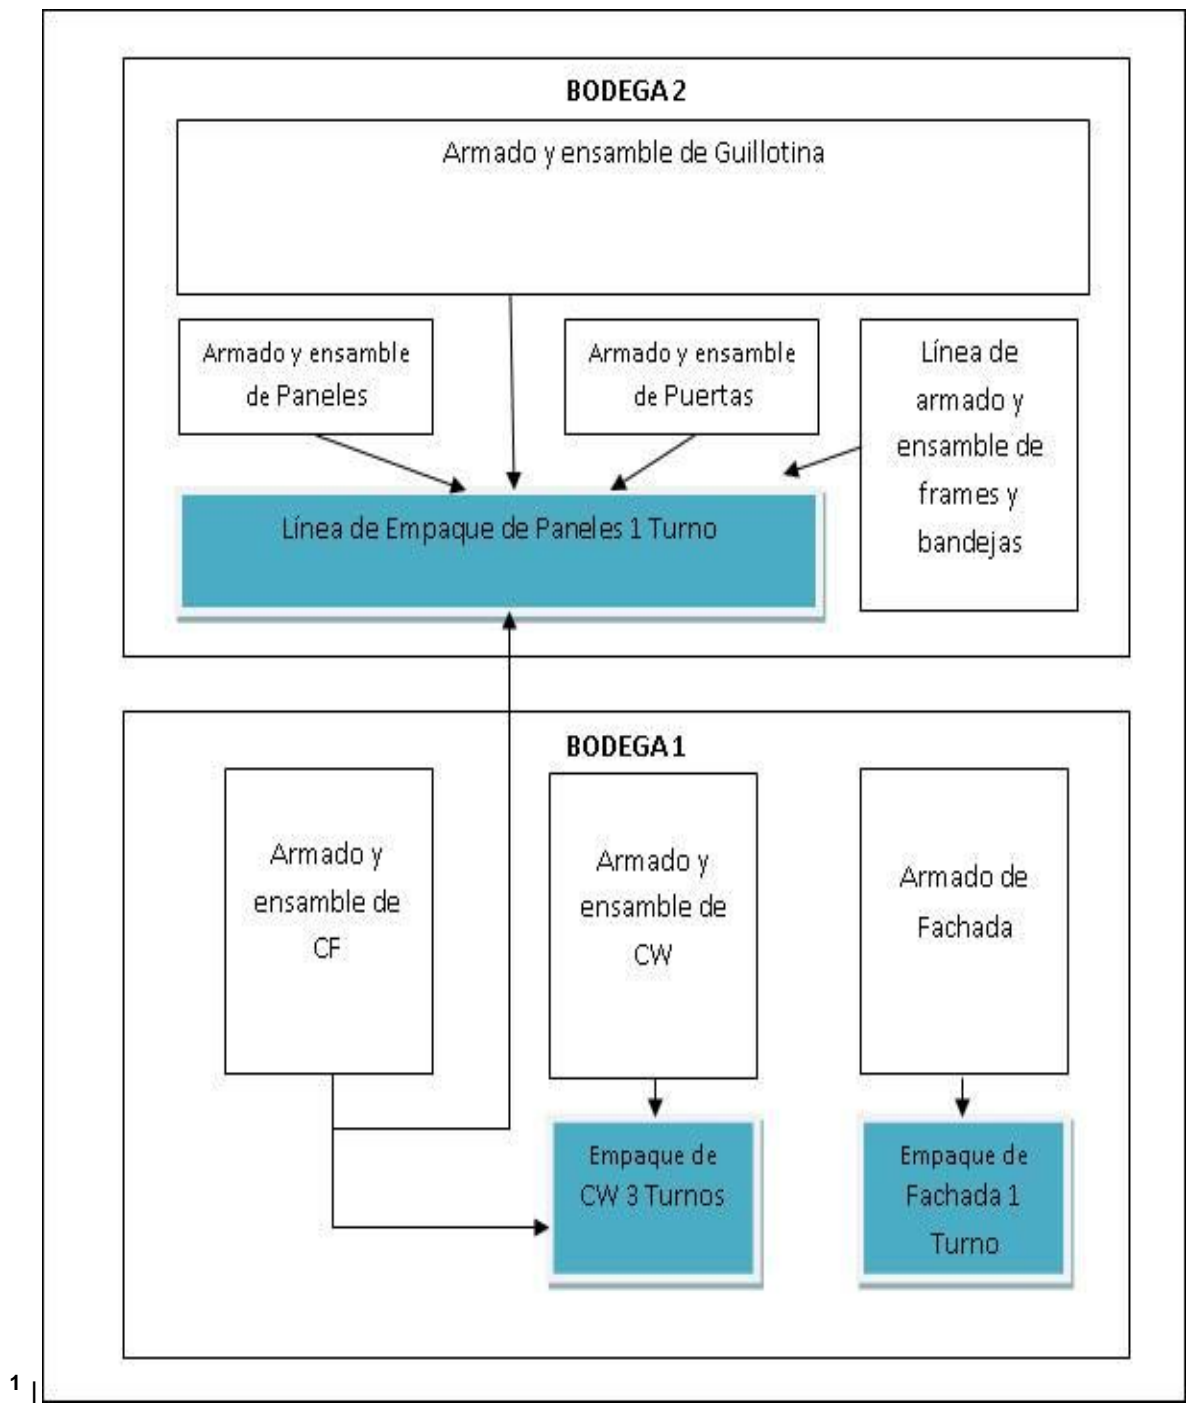 BODEGA 2
Armado y ensamble de Guillotina
Armado y ensamble
de Paneles
Armado y ensamble
de Puertas
Línea de
armado y
ensamble de
frames y
bandejas
Línea de Empaque de Paneles 1 Turno
BODEGA 1
Armado y
ensamble de
CF
Armado y
ensamble de
CW
Armado de
Fachada
Empaque de
CW 3 Turnos
Empaque de
Fachada 1
Turno
1